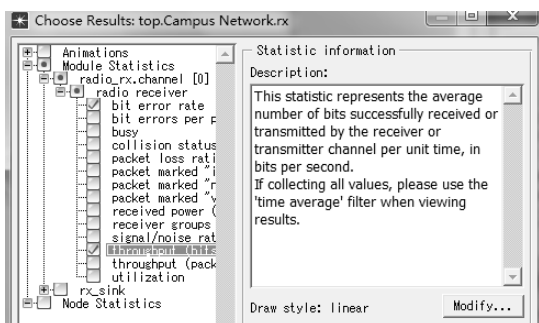 Choose Results: top.Campus Network.rx
Animations
Module Statistics
radio_rx.channel [0]
radio receiver
bit error rate
bit errors per p
busy
collision status
packet loss rati
packet marked "i
packet marked "n
packet marked "v
received power (
receiver groups
signal/noise rat
throughput (bits
throughput (pack
utilization
rx_sink
Node Statistics
Statistic information
Description:
This statistic represents the average
number of bits successfully received or
transmitted by the receiver or
transmitter channel per unit time, in
bits per second.
If collecting all values, please use the
'time average' filter when viewing
results.
Draw style: linear
Modify...